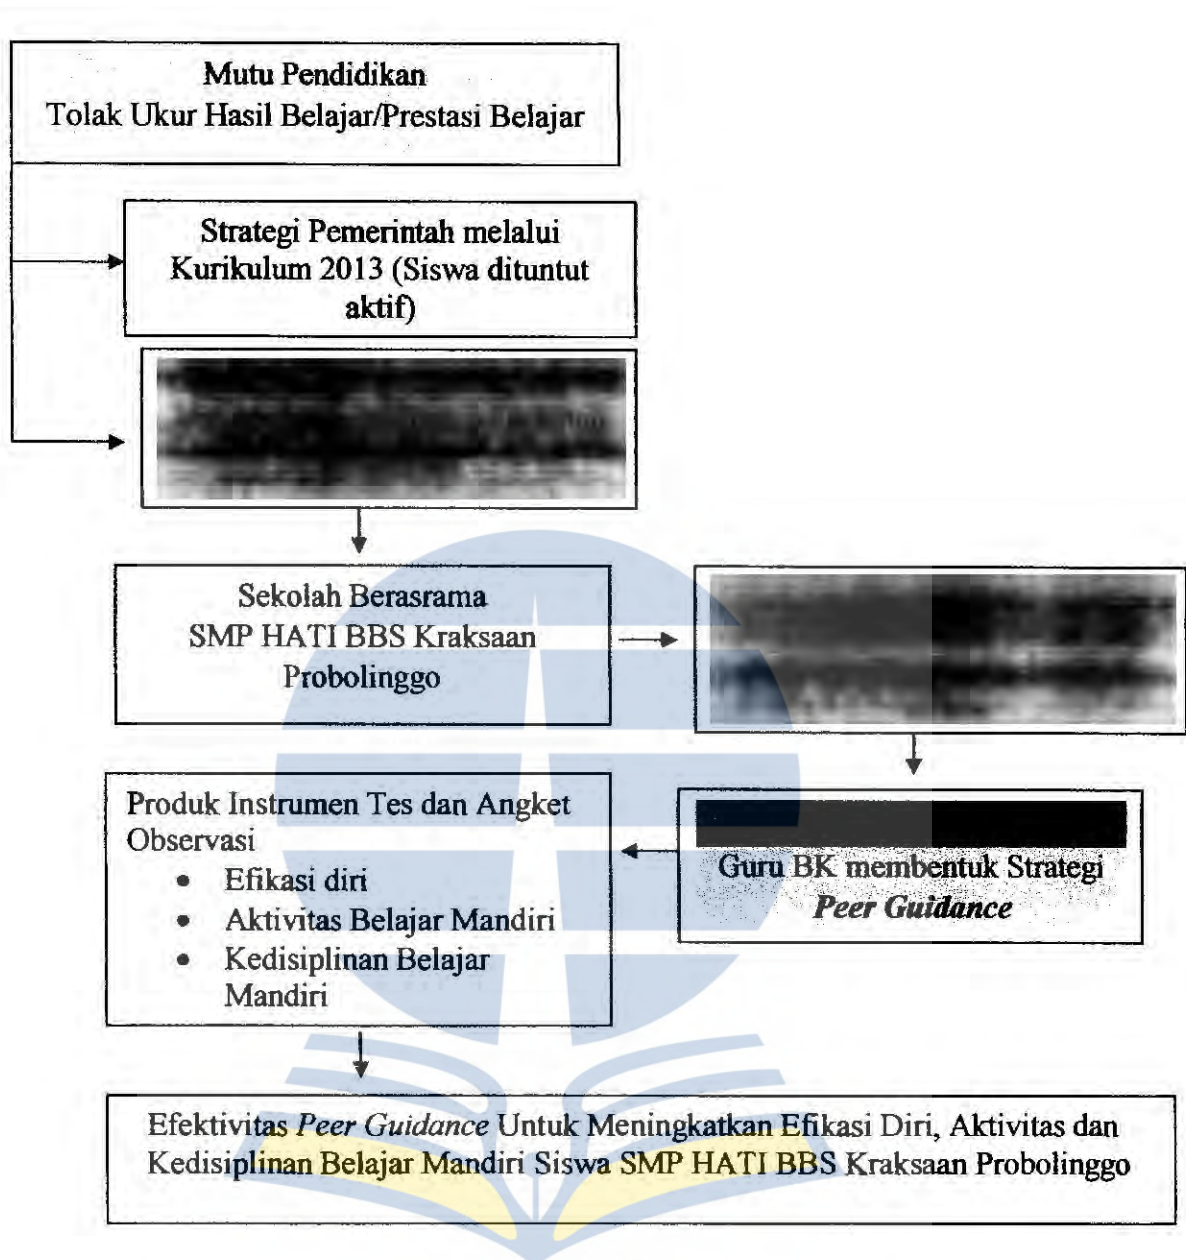 Mutu Pendidikan
Tolak Ukur Hasil Belajar/Prestasi Belajar
Strategi Pemerintah melalui
Kurikulum 2013 (Siswa dituntut
aktif)
Sekolah Berasrama
SMP HATI BBS Kraksaan
Probolinggo
Guru BK membentuk Strategi
Peer Guidance
Produk Instrumen Tes dan Angket
Observasi
• Efikasi diri
• Aktivitas Belajar Mandiri
• Kedisiplinan Belajar
Mandiri
Efektivitas Peer Guidance Untuk Meningkatkan Efikasi Diri, Aktivitas dan
Kedisiplinan Belajar Mandiri Siswa SMP HATI BBS Kraksaan Probolinggo